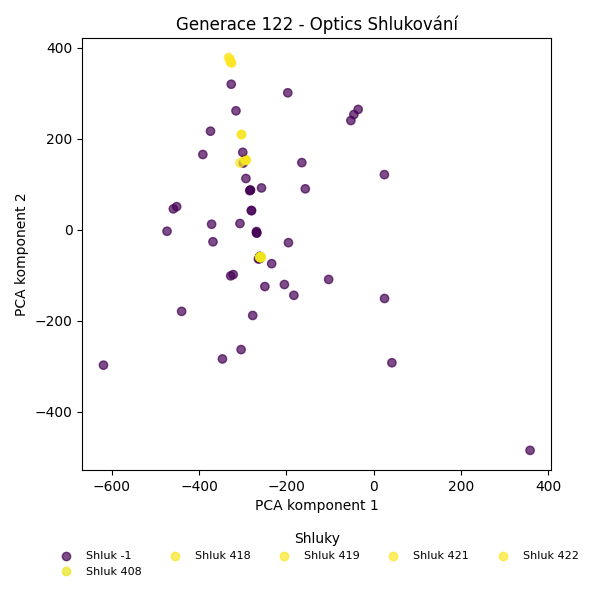 Generace 122 - Optics Shlukování
400
200
0
−200
−400
PCA komponent 2
−600 −400 −200 0 200 400
PCA komponent 1
Shluky
Shluk -1 Shluk 418 Shluk 419 Shluk 421 Shluk 422
Shluk 408